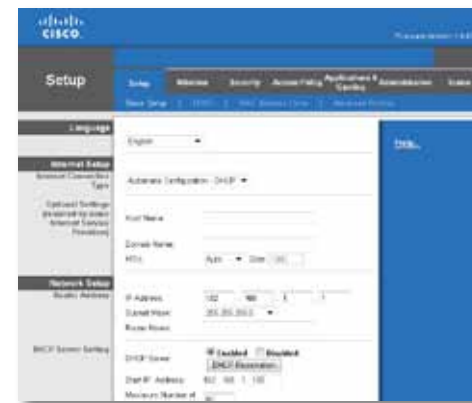 CISCO
Setup
Setup Wireless Security Access Policy Applications & Gaming Administration Status
Basic Setup | DDNS | MAC Address Clone | Advanced Routing
Language
English
Internet Setup
Internet Connection Type
Automatic Configuration - DHCP
Optional Settings (required by some Internet Service Providers)
Host Name
Domain Name
MTU: Auto Size
Network Setup
Router Address
IP Address 192 168 1 1
Subnet Mask 255.255.255.0
Router Name
DHCP Server Setting
DHCP Server Enabled Disabled
DHCP Reservation
Start IP Address 192 168 1 100
Maximum Number of
Help...